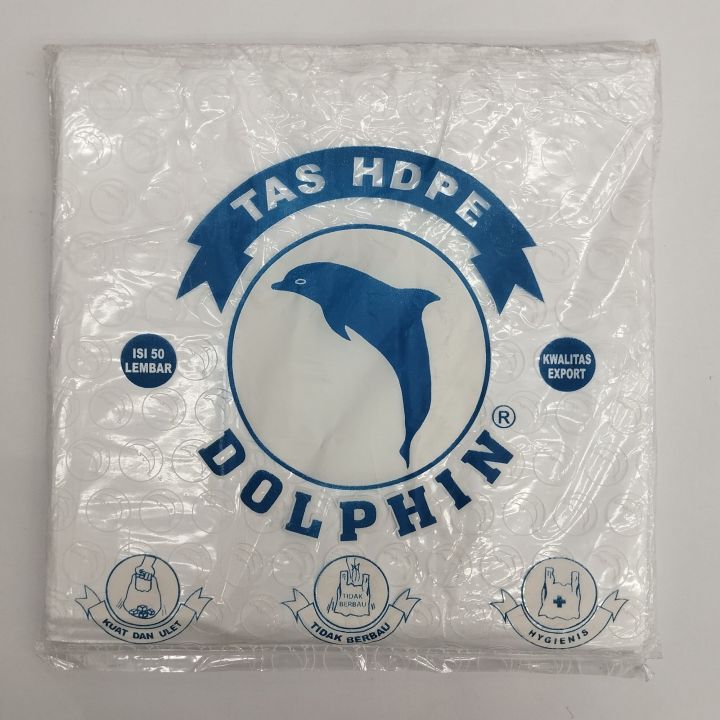 TAS HDPE
ISI 50
LEMBAR
KWALITAS
EXPORT
DOLPHIN®
KUAT DAN ULET
TIDAK
BERBAU
TIDAK BERBAU
HYGIENIS